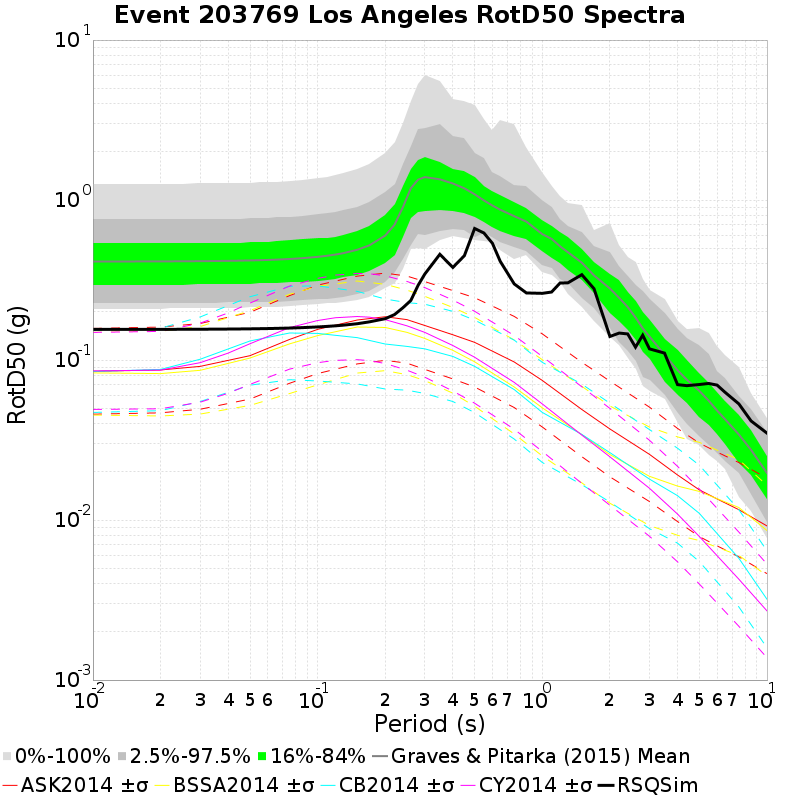 Event 203769 Los Angeles RotD50 Spectra
10^1
10^0
10^-1
10^-2
10^-3
RotD50 (g)
10^-2 2 3 4 5 6 10^-1 2 3 4 5 6 7 10^0 2 3 4 5 6 7 10^1
Period (s)
0%-100% 2.5%-97.5% 16%-84% Graves & Pitarka (2015) Mean
ASK2014 ±σ BSSA2014 ±σ CB2014 ±σ CY2014 ±σ RSQSim